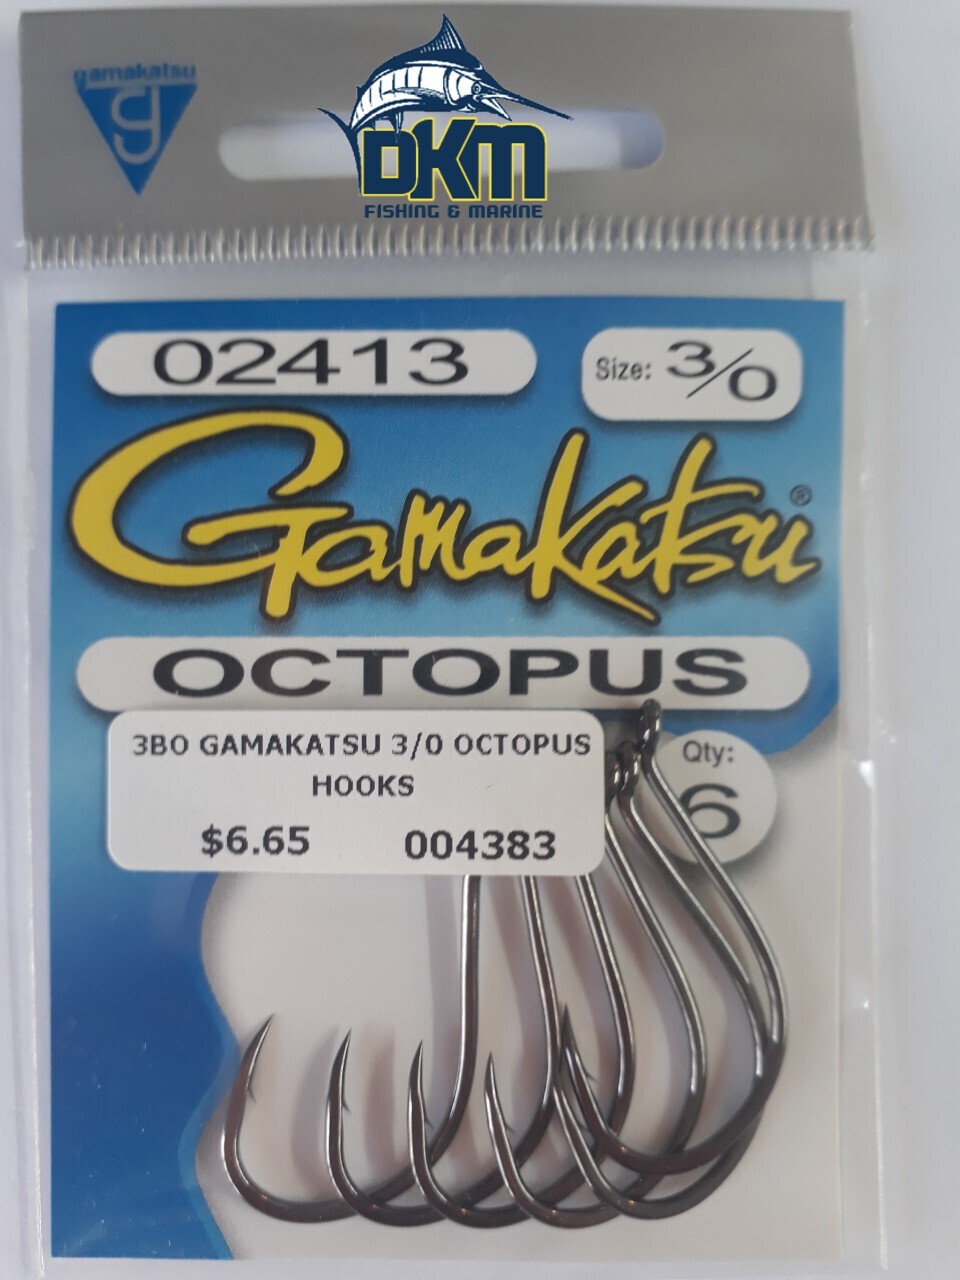 gamakatsu
g
DKM
FISHING & MARINE
02413
Size: 3/0
Gamakatsu®
OCTOPUS
3BO GAMAKATSU 3/0 OCTOPUS
HOOKS
$6.65 004383
Qty:
6